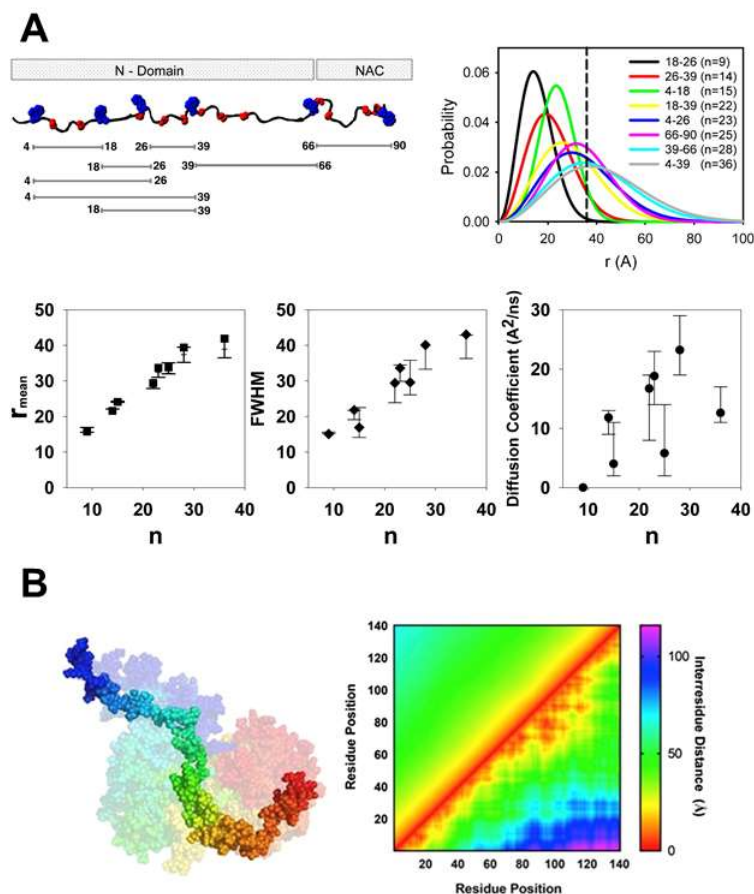 A
N - Domain
NAC
4
18
26
39
66
90
18
26
39
66
4
26
4
39
18
39
0.06
0.04
0.02
0.00
Probability
18-26 (n=9)
26-39 (n=14)
4-18 (n=15)
18-39 (n=22)
4-26 (n=23)
66-90 (n=25)
39-66 (n=28)
4-39 (n=36)
0 20 40 60 80 100
r (A)
50
40
30
20
10
0
rmean
10 20 30 40
n
50
40
30
20
10
0
FWHM
10 20 30 40
n
30
20
10
0
Diffusion Coefficient (A^2/ns)
10 20 30 40
n
B
140
120
100
80
60
40
20
Residue Position
20 40 60 80 100 120 140
Residue Position
100
50
0
Interresidue Distance (Å)